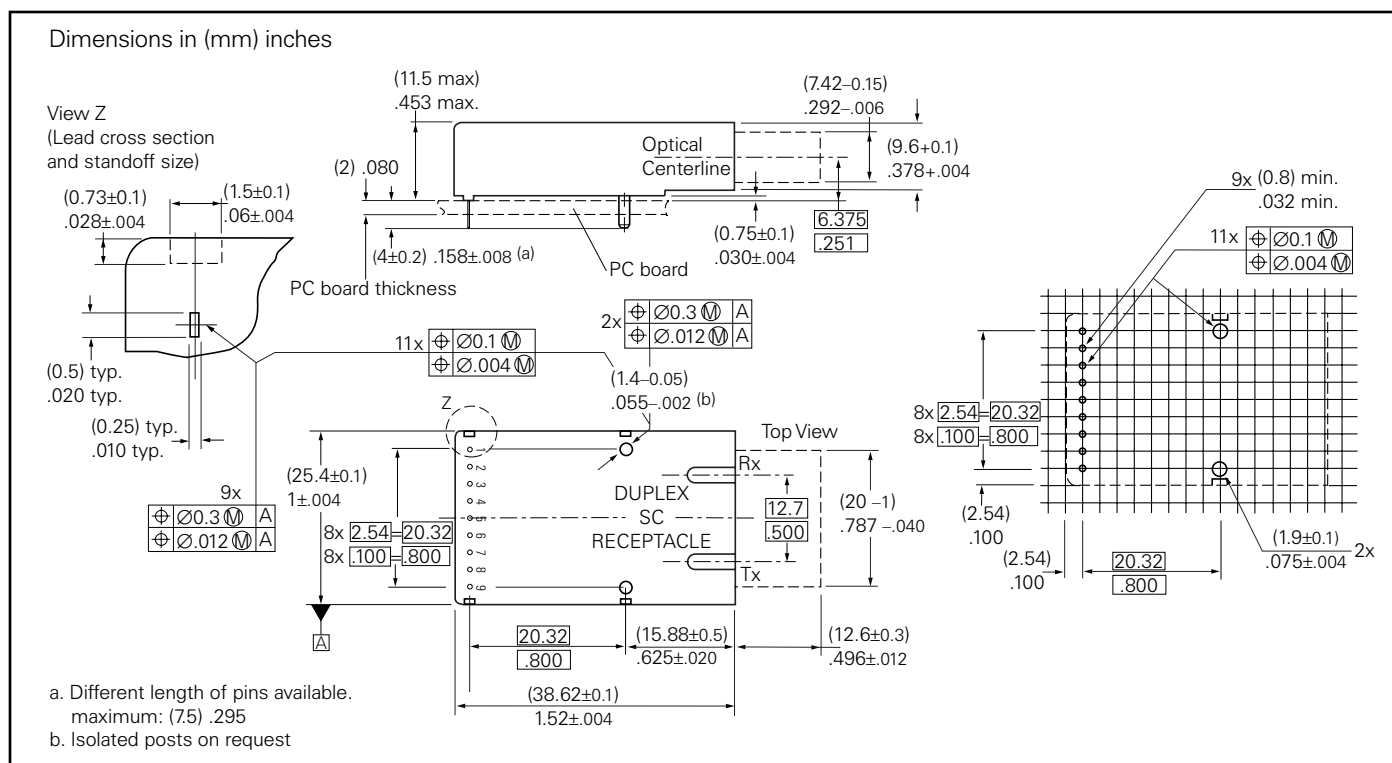 Dimensions in (mm) inches
View Z
(Lead cross section
and standoff size)
(0.73±0.1)
.028±.004
(1.5±0.1)
.06±.004
(0.5) typ.
.020 typ.
(0.25) typ.
.010 typ.
9x
⌖ Ø0.3 Ⓜ A
⌖ Ø.012 Ⓜ A
(11.5 max)
.453 max.
(2) .080
(4±0.2) .158±.008 (a)
PC board thickness
Optical
Centerline
PC board
(7.42–0.15)
.292–.006
(9.6+0.1)
.378+.004
6.375
.251
(0.75±0.1)
.030±.004
2x
⌖ Ø0.3 Ⓜ A
⌖ Ø.012 Ⓜ A
11x
⌖ Ø0.1 Ⓜ
⌖ Ø.004 Ⓜ
(1.4–0.05)
.055–.002 (b)
Z
Top View
(25.4±0.1)
1±.004
8x 2.54=20.32
8x .100=.800
1
2
3
4
5
6
7
8
9
DUPLEX
SC
RECEPTACLE
Rx
Tx
12.7
.500
(20 –1)
.787 –.040
A
20.32
.800
(15.88±0.5)
.625±.020
(12.6±0.3)
.496±.012
(38.62±0.1)
1.52±.004
9x (0.8) min.
.032 min.
11x
⌖ Ø0.1 Ⓜ
⌖ Ø.004 Ⓜ
8x 2.54=20.32
8x .100=.800
(2.54)
.100
(2.54)
.100
20.32
.800
(1.9±0.1)
.075±.004
2x
a. Different length of pins available.
maximum: (7.5) .295
b. Isolated posts on request